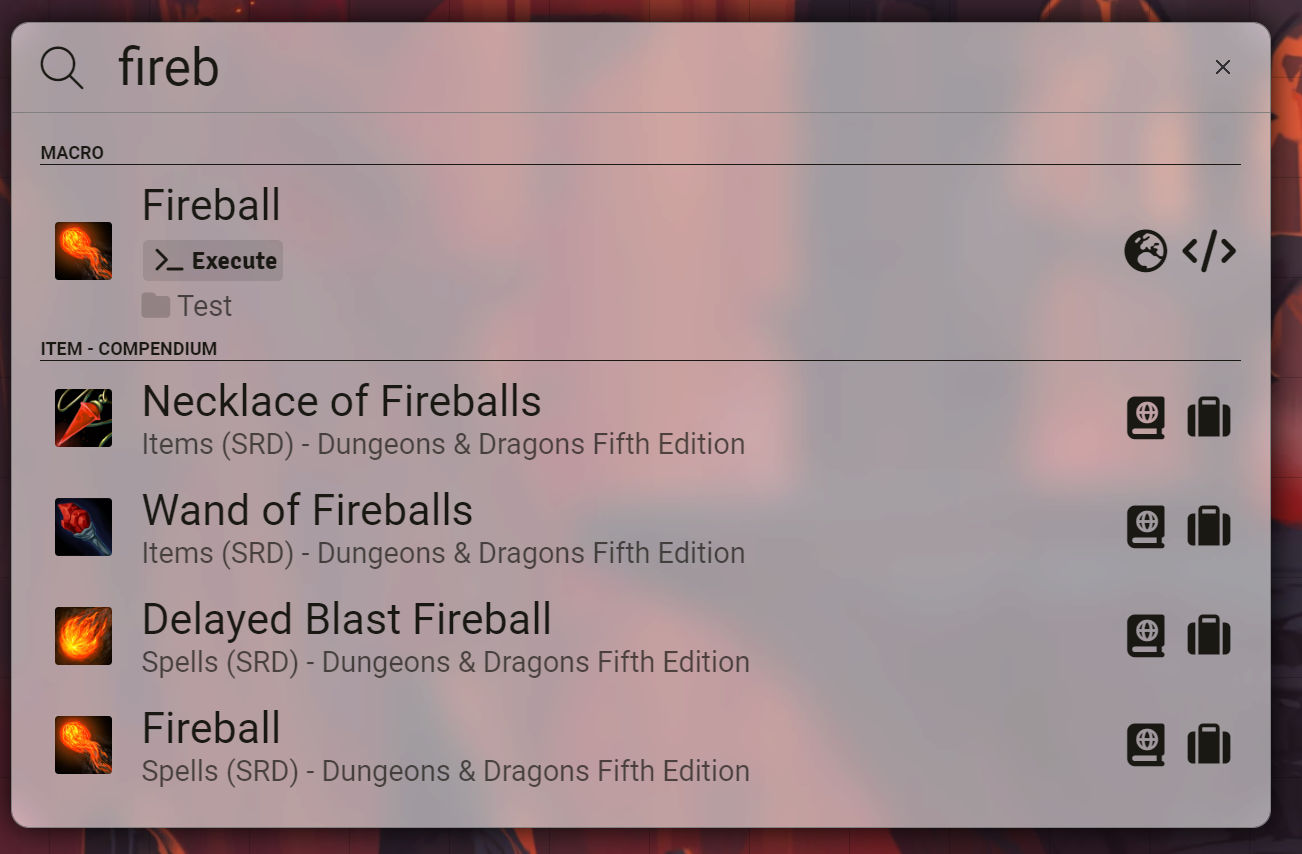 fireb
MACRO
Fireball
Execute
Test
ITEM - COMPENDIUM
Necklace of Fireballs
Items (SRD) - Dungeons & Dragons Fifth Edition
Wand of Fireballs
Items (SRD) - Dungeons & Dragons Fifth Edition
Delayed Blast Fireball
Spells (SRD) - Dungeons & Dragons Fifth Edition
Fireball
Spells (SRD) - Dungeons & Dragons Fifth Edition